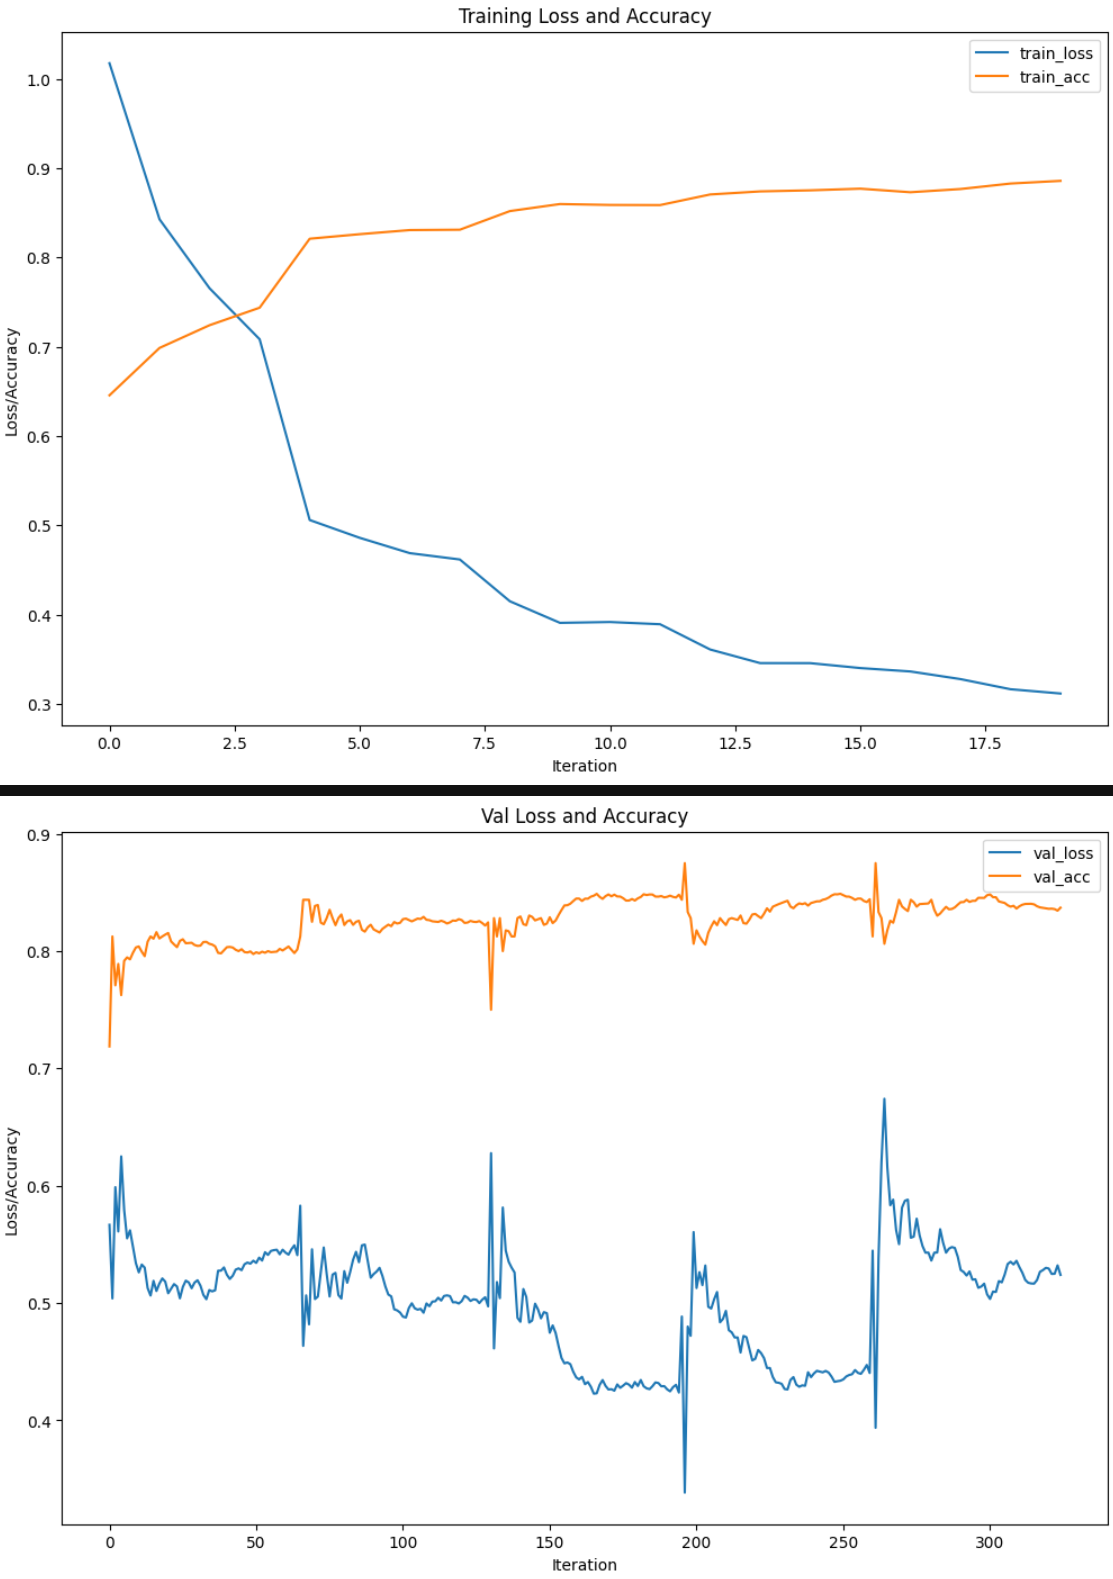 Training Loss and Accuracy
train_loss
train_acc
1.0
0.9
0.8
0.7
0.6
0.5
0.4
0.3
Loss/Accuracy
0.0 2.5 5.0 7.5 10.0 12.5 15.0 17.5
Iteration
Val Loss and Accuracy
val_loss
val_acc
0.9
0.8
0.7
0.6
0.5
0.4
Loss/Accuracy
0 50 100 150 200 250 300
Iteration